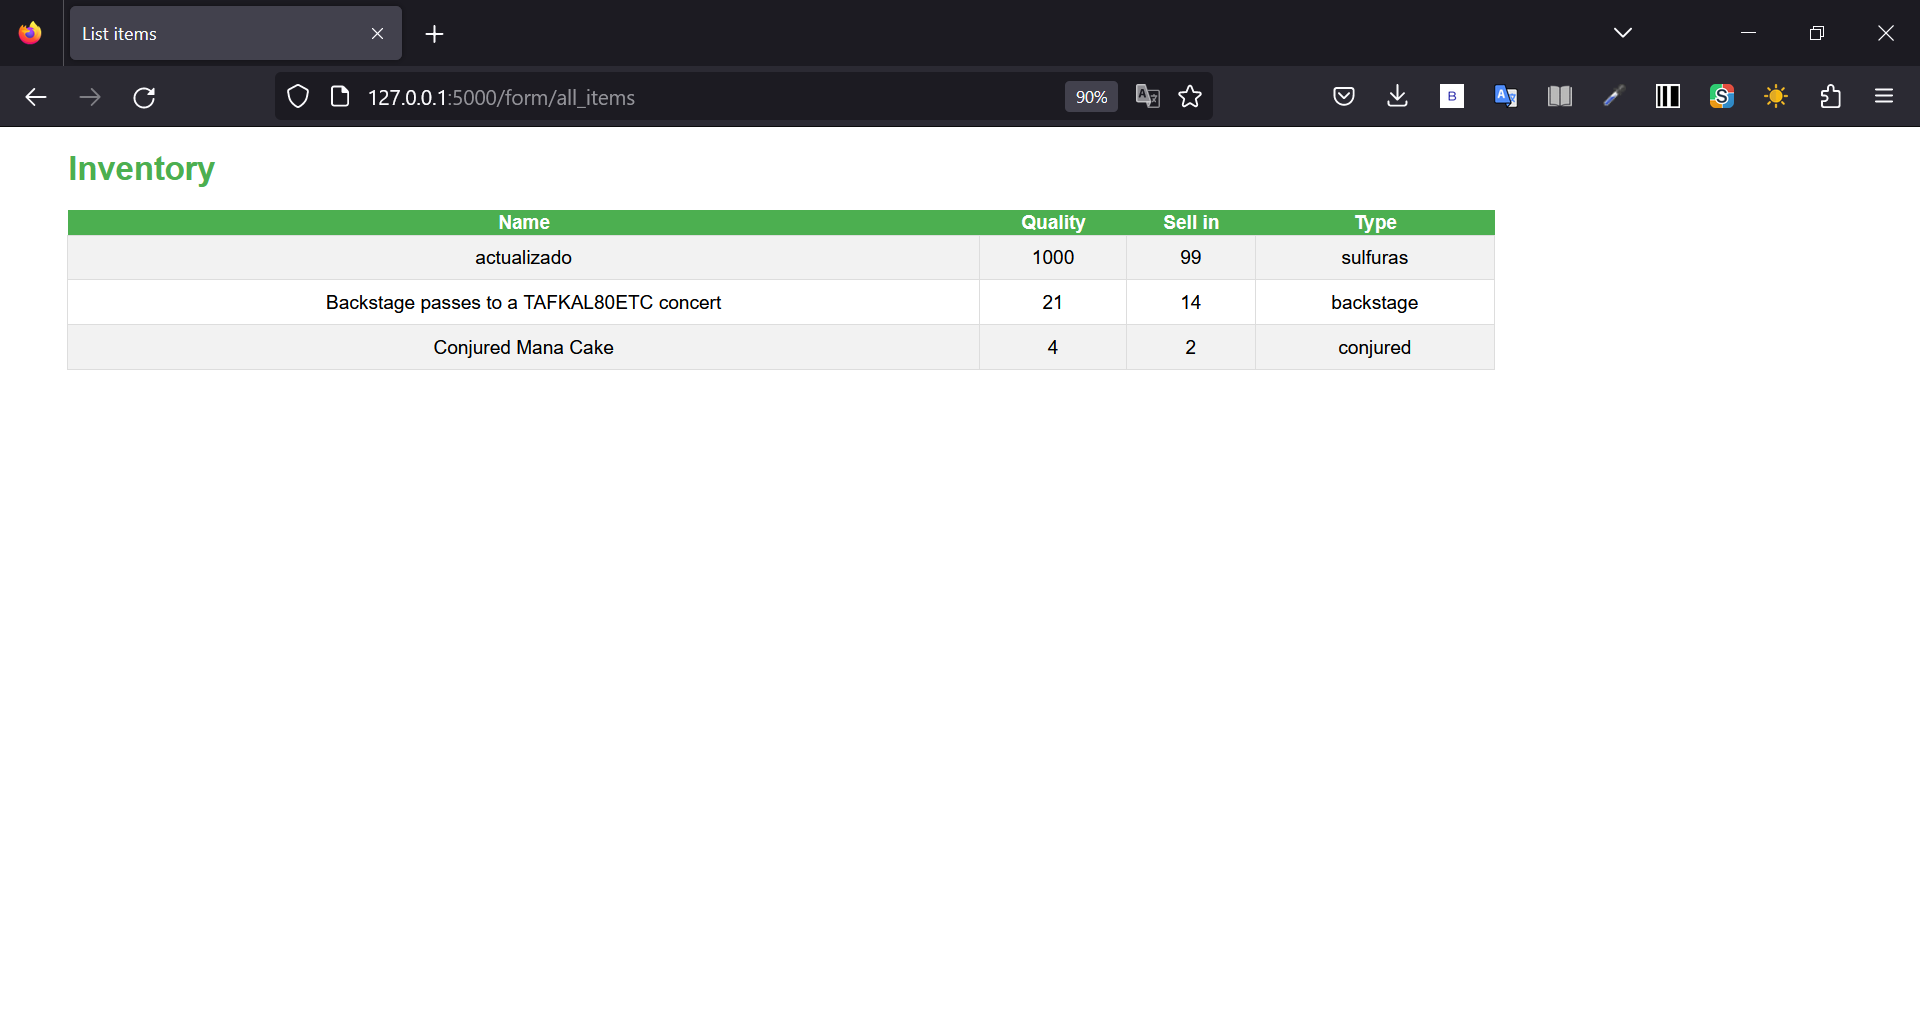 List items
127.0.0.1:5000/form/all_items
90%
B
S
Inventory
Name Quality Sell in Type
actualizado 1000 99 sulfuras
Backstage passes to a TAFKAL80ETC concert 21 14 backstage
Conjured Mana Cake 4 2 conjured